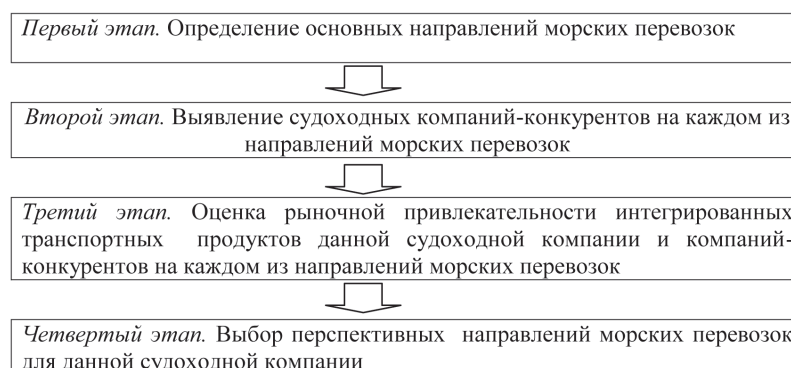 Первый этап. Определение основных направлений морских перевозок
Второй этап. Выявление судоходных компаний-конкурентов на каждом из
направлений морских перевозок
Третий этап. Оценка рыночной привлекательности интегрированных
транспортных продуктов данной судоходной компании и компаний-
конкурентов на каждом из направлений морских перевозок
Четвертый этап. Выбор перспективных направлений морских перевозок
для данной судоходной компании